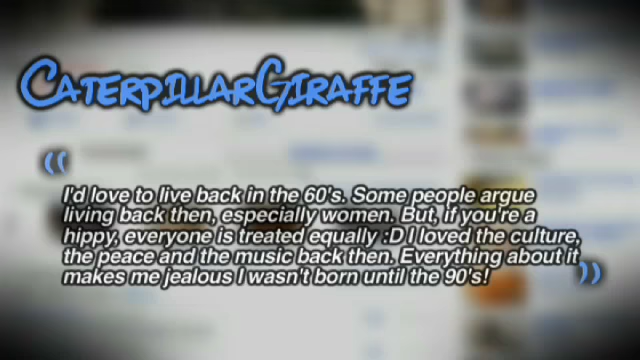 CaterpillarGiraffe
“
I'd love to live back in the 60's. Some people argue
living back then, especially women. But, if you're a
hippy, everyone is treated equally :D I loved the culture,
the peace and the music back then. Everything about it
makes me jealous I wasn't born until the 90's!
”